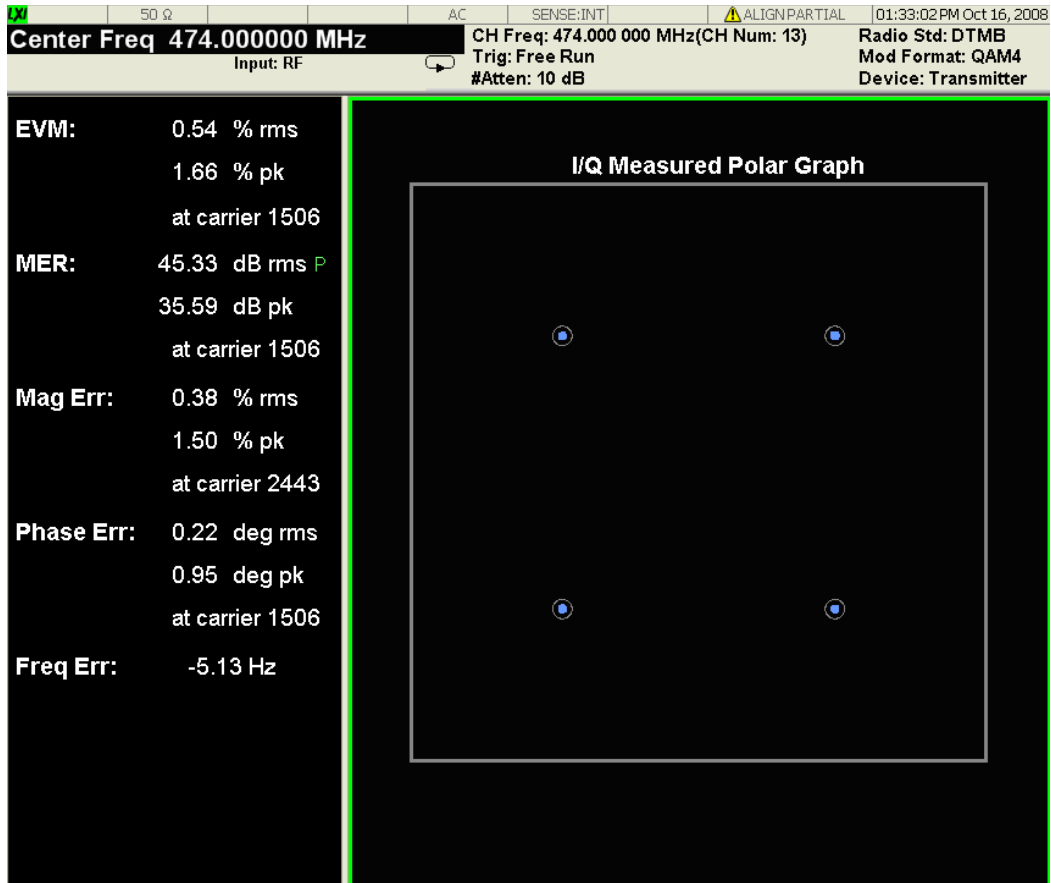 LXI 50 Ω AC SENSE:INT ALIGN PARTIAL 01:33:02 PM Oct 16, 2008
Center Freq 474.000000 MHz
Input: RF
CH Freq: 474.000 000 MHz(CH Num: 13)
Trig: Free Run
#Atten: 10 dB
Radio Std: DTMB
Mod Format: QAM4
Device: Transmitter
EVM: 0.54 % rms
1.66 % pk
at carrier 1506
MER: 45.33 dB rms P
35.59 dB pk
at carrier 1506
Mag Err: 0.38 % rms
1.50 % pk
at carrier 2443
Phase Err: 0.22 deg rms
0.95 deg pk
at carrier 1506
Freq Err: -5.13 Hz
I/Q Measured Polar Graph